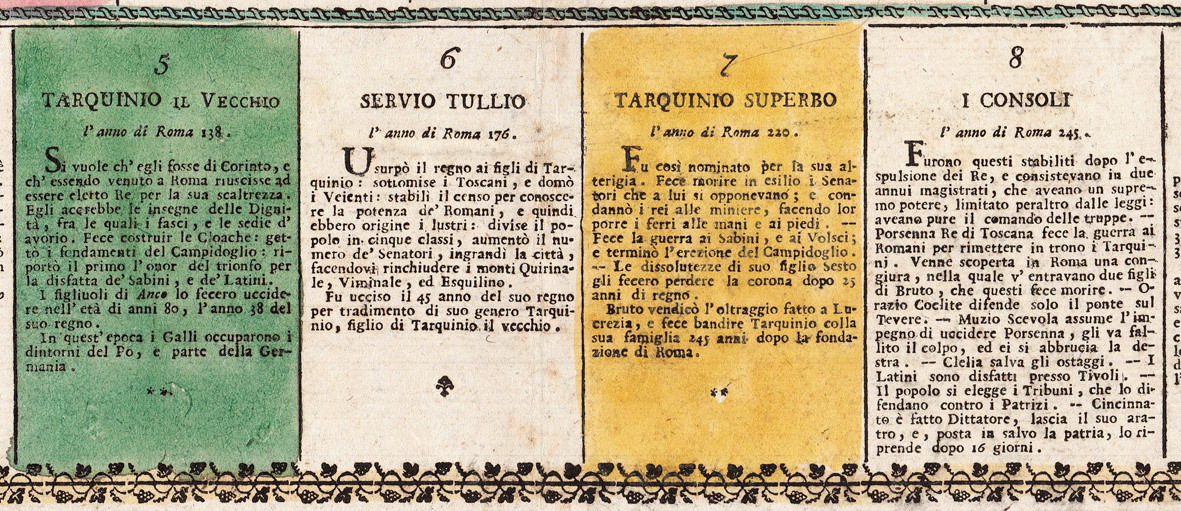 5
TARQUINIO IL VECCHIO
l'anno di Roma 138.
Si vuole ch'egli fosse di Corinto, e
ch'essendo venuto a Roma riuscisse ad
essere eletto Re per la sua scaltrezza.
Egli accrebbe le insegne delle Digni-
tà, fra le quali i fasci, e le sedie d'
avorio. Fece costruir le Cloache: get-
tò i fondamenti del Campidoglio: ri-
portò il primo l'onor del trionfo per
la disfatta de' Sabini, e de' Latini.
I figliuoli di Anco lo fecero uccide-
re nell'età di anni 80, l'anno 38 del
suo regno.
In quest'epoca i Galli occuparono i
dintorni del Po, e parte della Ger-
mania.
6
SERVIO TULLIO
l'anno di Roma 176.
Usurpò il regno ai figli di Tar-
quinio: sottomise i Toscani, e domò
i Veienti: stabilì il censo per conosce-
re la potenza de' Romani, e quindi
ebbero origine i lustri: divise il po-
polo in cinque classi, aumentò il nu-
mero de' Senatori, ingrandì la città,
facendovi rinchiudere i monti Quirina-
le, Viminale, ed Esquilino.
Fu ucciso il 45 anno del suo regno
per tradimento di suo genero Tarqui-
nio, figlio di Tarquinio il vecchio.
7
TARQUINIO SUPERBO
l'anno di Roma 220.
Fu così nominato per la sua al-
terigia. Fece morire in esilio i Sena-
tori che a lui si opponevano; e con-
dannò i rei alle miniere, facendo lor
porre i ferri alle mani e ai piedi. --
Fece la guerra ai Sabini, e ai Volsci;
e terminò l'erezione del Campidoglio.
-- Le dissolutezze di suo figlio Sesto
gli fecero perdere la corona dopo 25
anni di regno.
Bruto vendicò l'oltraggio fatto a Lu-
crezia, e fece bandire Tarquinio colla
sua famiglia 245 anni dopo la fonda-
zione di Roma.
8
I CONSOLI
l'anno di Roma 245.
Furono questi stabiliti dopo l'e-
spulsione dei Re, e consistevano in due
annui magistrati, che aveano un supre-
mo potere, limitato peraltro dalle leggi:
aveano pure il comando delle truppe. --
Porsenna Re di Toscana fece la guerra ai
Romani per rimettere in trono i Tarqui-
nj. Venne scoperta in Roma una con-
giura, nella quale v'entravano due figli
di Bruto, che questi fece morire. -- O-
razio Coclite difende solo il ponte sul
Tevere. -- Muzio Scevola assume l'im-
pegno di uccidere Porsenna, gli va fal-
lito il colpo, ed ei si abbrucia la de-
stra. -- Clelia salva gli ostaggi. -- I
Latini sono disfatti presso Tivoli. --
Il popolo si elegge i Tribuni, che lo di-
fendano contro i Patrizi. -- Cincinna-
to è fatto Dittatore, lascia il suo ara-
tro, e, posta in salvo la patria, lo ri-
prende dopo 16 giorni.